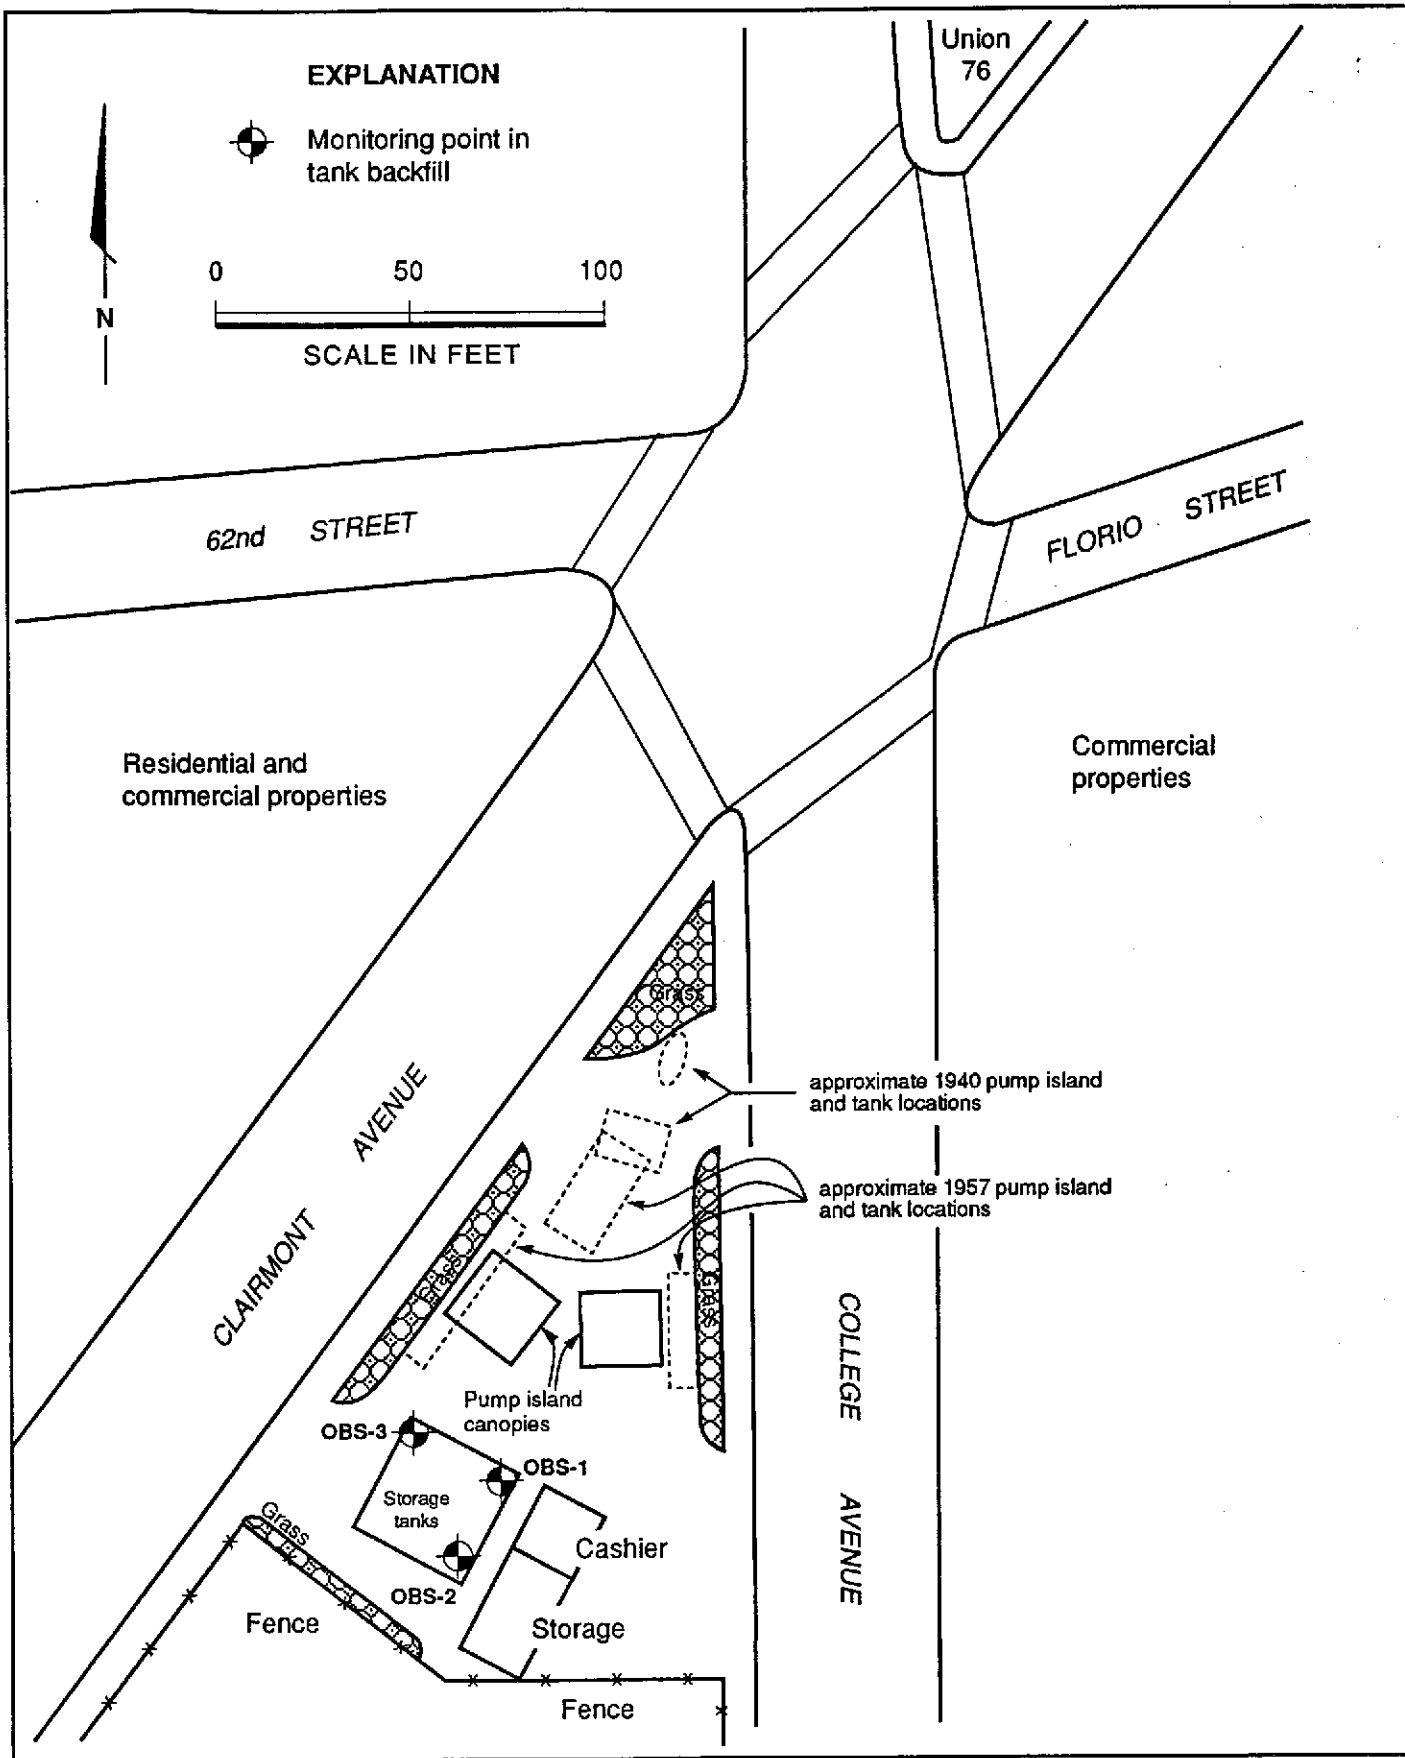 Union
76
EXPLANATION
Monitoring point in
tank backfill
0 50 100
SCALE IN FEET
N
62nd STREET
FLORIO STREET
Residential and
commercial properties
Commercial
properties
Grass
approximate 1940 pump island
and tank locations
CLAIRMONT AVENUE
approximate 1957 pump island
and tank locations
Grass
Grass
COLLEGE AVENUE
Pump island
canopies
OBS-3
OBS-1
Storage
tanks
Grass
Cashier
OBS-2
Fence
Storage
Fence